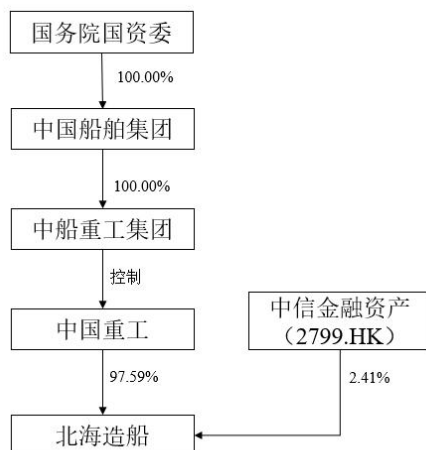 国务院国资委
100.00%
中国船舶集团
100.00%
中船重工集团
控制
中国重工
中信金融资产
（2799.HK）
97.59%
2.41%
北海造船